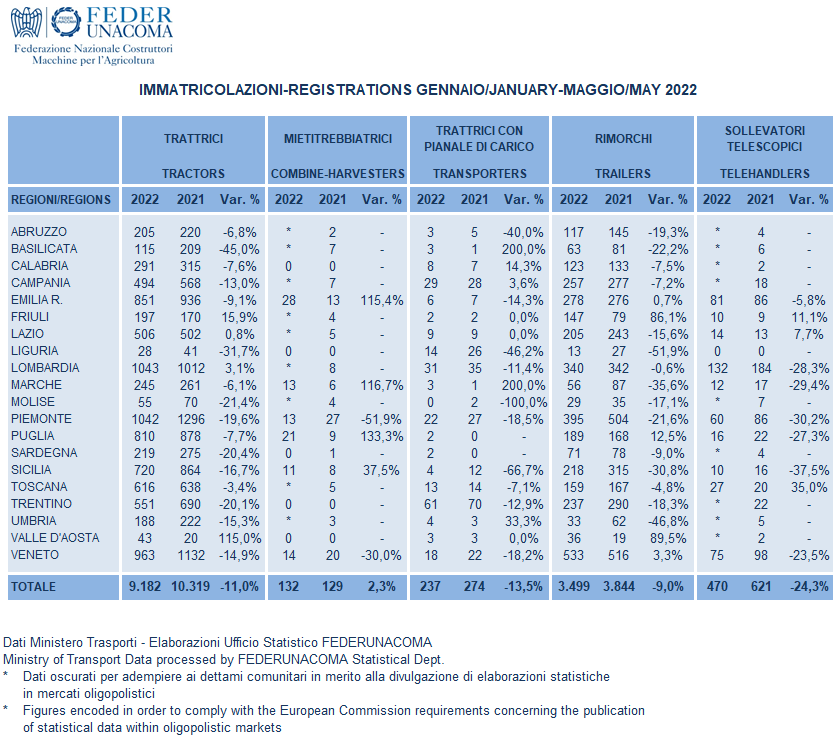 FEDER
UNACOMA
Federazione Nazionale Costruttori
Macchine per l'Agricoltura
IMMATRICOLAZIONI-REGISTRATIONS GENNAIO/JANUARY-MAGGIO/MAY 2022
TRATTRICI MIETITREBBIATRICI TRATTRICI CON PIANALE DI CARICO RIMORCHI SOLLEVATORI TELESCOPICI
TRACTORS COMBINE-HARVESTERS TRANSPORTERS TRAILERS TELEHANDLERS
REGIONI/REGIONS 2022 2021 Var. % 2022 2021 Var. % 2022 2021 Var. % 2022 2021 Var. % 2022 2021 Var. %
ABRUZZO 205 220 -6,8% * 2 - 3 5 -40,0% 117 145 -19,3% * 4 -
BASILICATA 115 209 -45,0% * 7 - 3 1 200,0% 63 81 -22,2% * 6 -
CALABRIA 291 315 -7,6% 0 0 - 8 7 14,3% 123 133 -7,5% * 2 -
CAMPANIA 494 568 -13,0% * 7 - 29 28 3,6% 257 277 -7,2% * 18 -
EMILIA R. 851 936 -9,1% 28 13 115,4% 6 7 -14,3% 278 276 0,7% 81 86 -5,8%
FRIULI 197 170 15,9% * 4 - 2 2 0,0% 147 79 86,1% 10 9 11,1%
LAZIO 506 502 0,8% * 5 - 9 9 0,0% 205 243 -15,6% 14 13 7,7%
LIGURIA 28 41 -31,7% 0 0 - 14 26 -46,2% 13 27 -51,9% 0 0 -
LOMBARDIA 1043 1012 3,1% * 8 - 31 35 -11,4% 340 342 -0,6% 132 184 -28,3%
MARCHE 245 261 -6,1% 13 6 116,7% 3 1 200,0% 56 87 -35,6% 12 17 -29,4%
MOLISE 55 70 -21,4% * 4 - 0 2 -100,0% 29 35 -17,1% * 7 -
PIEMONTE 1042 1296 -19,6% 13 27 -51,9% 22 27 -18,5% 395 504 -21,6% 60 86 -30,2%
PUGLIA 810 878 -7,7% 21 9 133,3% 2 0 - 189 168 12,5% 16 22 -27,3%
SARDEGNA 219 275 -20,4% 0 1 - 2 0 - 71 78 -9,0% * 4 -
SICILIA 720 864 -16,7% 11 8 37,5% 4 12 -66,7% 218 315 -30,8% 10 16 -37,5%
TOSCANA 616 638 -3,4% * 5 - 13 14 -7,1% 159 167 -4,8% 27 20 35,0%
TRENTINO 551 690 -20,1% 0 0 - 61 70 -12,9% 237 290 -18,3% * 22 -
UMBRIA 188 222 -15,3% * 3 - 4 3 33,3% 33 62 -46,8% * 5 -
VALLE D'AOSTA 43 20 115,0% 0 0 - 3 3 0,0% 36 19 89,5% * 2 -
VENETO 963 1132 -14,9% 14 20 -30,0% 18 22 -18,2% 533 516 3,3% 75 98 -23,5%
TOTALE 9.182 10.319 -11,0% 132 129 2,3% 237 274 -13,5% 3.499 3.844 -9,0% 470 621 -24,3%
Dati Ministero Trasporti - Elaborazioni Ufficio Statistico FEDERUNACOMA
Ministry of Transport Data processed by FEDERUNACOMA Statistical Dept.
* Dati oscurati per adempiere ai dettami comunitari in merito alla divulgazione di elaborazioni statistiche
in mercati oligopolistici
* Figures encoded in order to comply with the European Commission requirements concerning the publication
of statistical data within oligopolistic markets